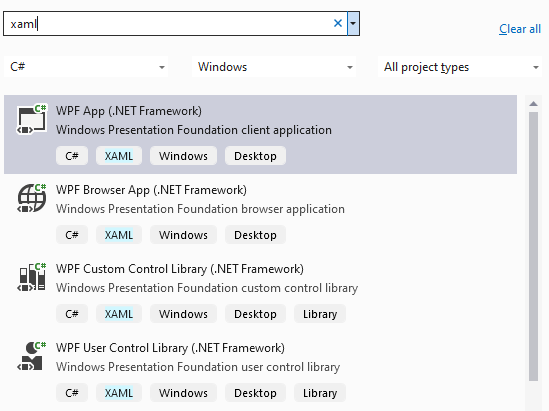 xaml
Clear all
C# Windows All project types
C#
WPF App (.NET Framework)
Windows Presentation Foundation client application
C# XAML Windows Desktop
C#
WPF Browser App (.NET Framework)
Windows Presentation Foundation browser application
C# XAML Windows Desktop
C#
WPF Custom Control Library (.NET Framework)
Windows Presentation Foundation custom control library
C# XAML Windows Desktop Library
C#
WPF User Control Library (.NET Framework)
Windows Presentation Foundation user control library
C# XAML Windows Desktop Library